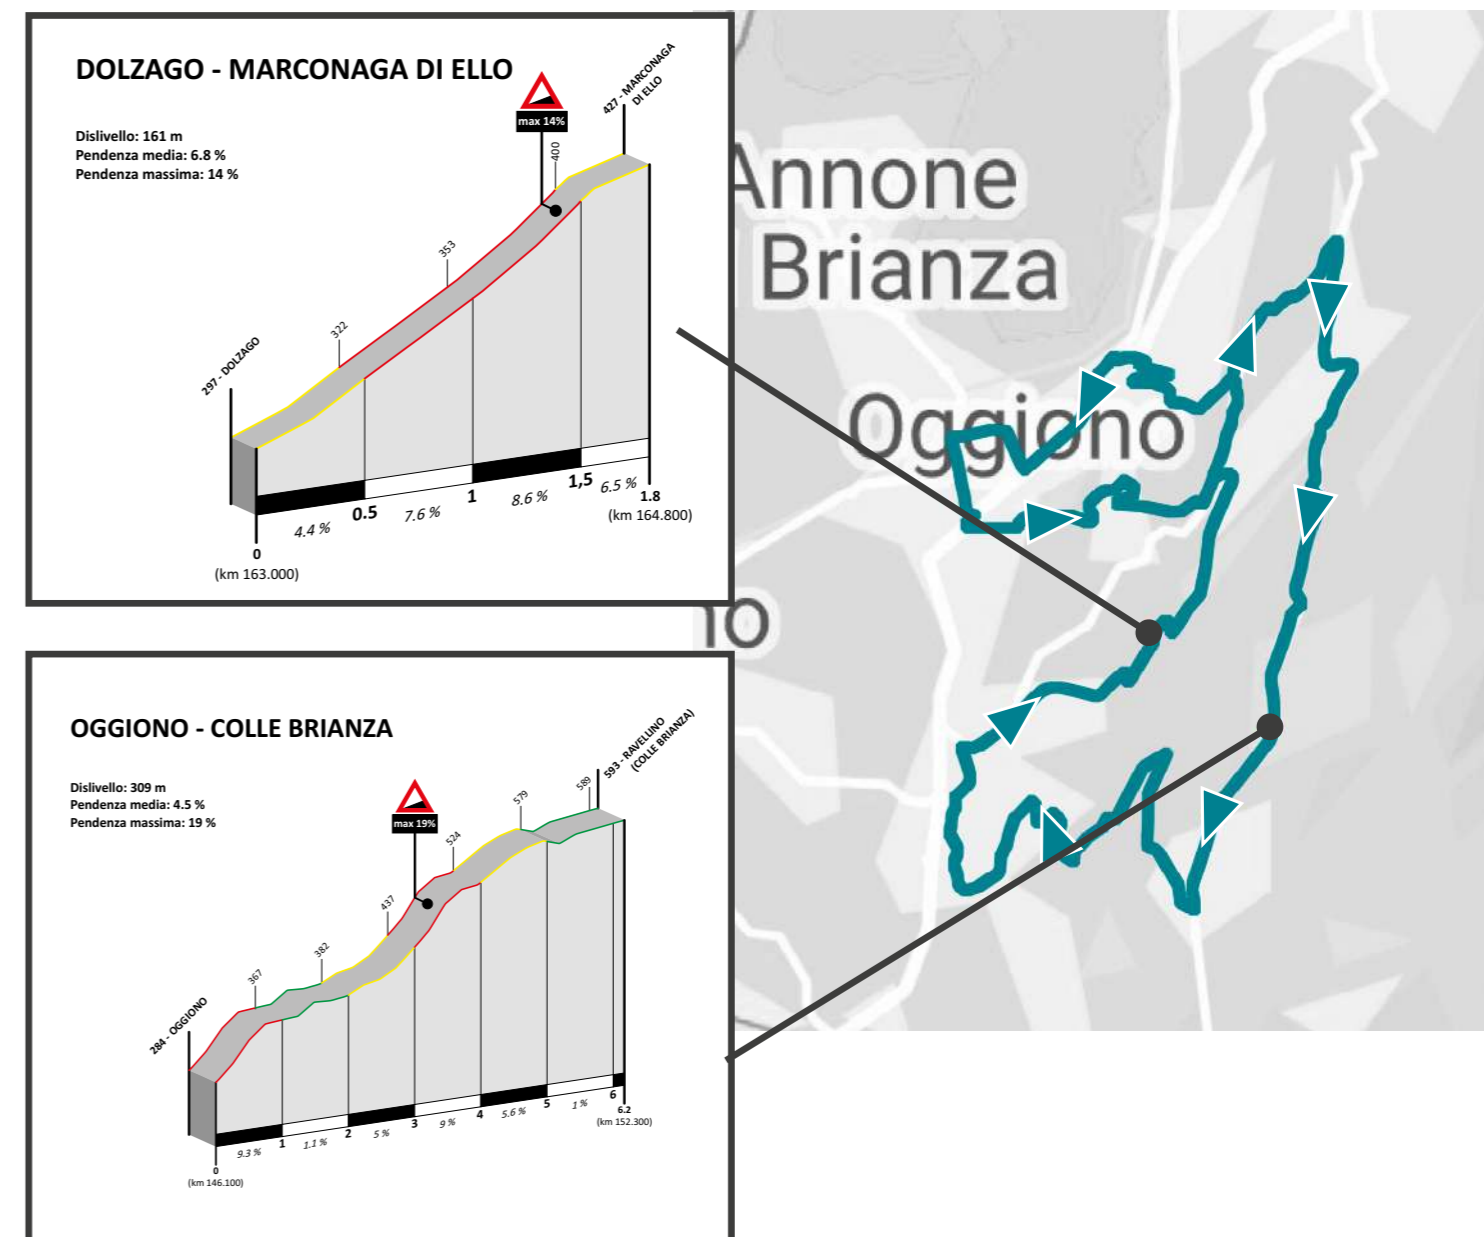 DOLZAGO - MARCONAGA DI ELLO
Dislivello: 161 m
Pendenza media: 6.8 %
Pendenza massima: 14 %
max 14%
427 - MARCONAGA
DI ELLO
400
353
322
297 - DOLZAGO
0
(km 163.000)
4.4 %
0.5
7.6 %
1
8.6 %
1,5
6.5 %
1.8
(km 164.800)
OGGIONO - COLLE BRIANZA
Dislivello: 309 m
Pendenza media: 4.5 %
Pendenza massima: 19 %
max 19%
593 - RAVELLINO
(COLLE BRIANZA)
589
579
524
437
382
367
284 - OGGIONO
0
(km 146.100)
9.3 %
1
1.1 %
2
5 %
3
9 %
4
5.6 %
5
1 %
6
6.2
(km 152.300)
Annone
Brianza
Oggiono